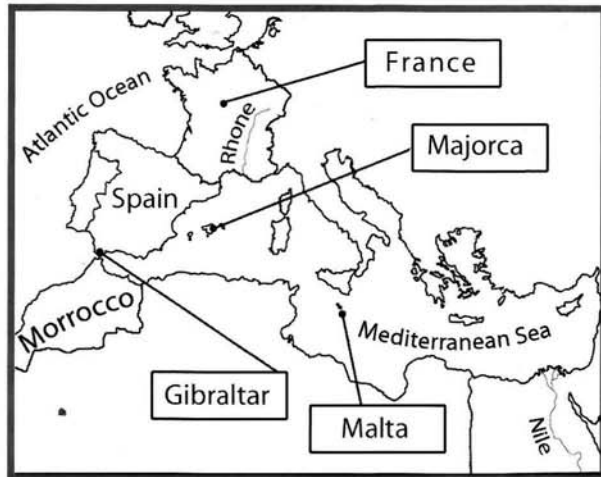 France
Atlantic Ocean
Rhone
Majorca
Spain
Morrocco
Mediterranean Sea
Gibraltar
Malta
Nile